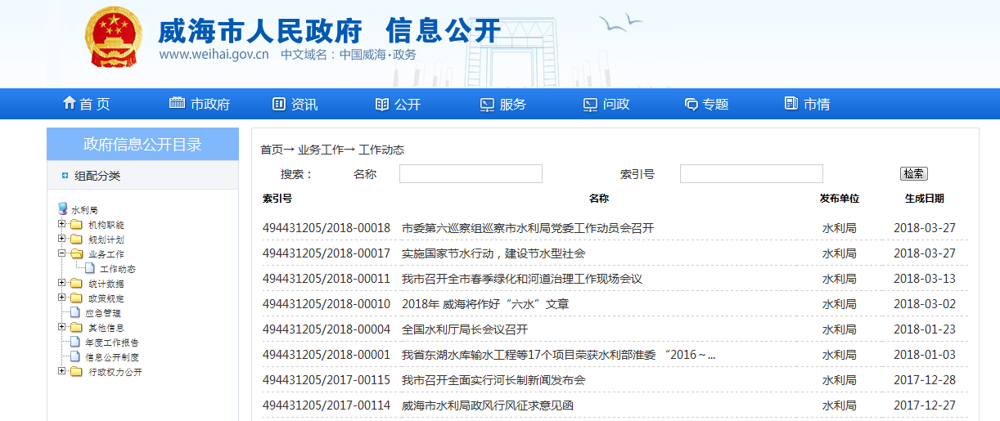 威海市人民政府 信息公开
www.weihai.gov.cn 中文域名：中国威海·政务
首 页 市政府 资讯 公开 服务 问政 专题 市情
政府信息公开目录
组配分类
水利局
机构职能
规划计划
业务工作
工作动态
统计数据
政策规定
应急管理
其他信息
年度工作报告
信息公开制度
行政权力公开
首页→ 业务工作→ 工作动态
搜索： 名称 索引号 检索
索引号 名称 发布单位 生成日期
494431205/2018-00018 市委第六巡察组巡察市水利局党委工作动员会召开 水利局 2018-03-27
494431205/2018-00017 实施国家节水行动，建设节水型社会 水利局 2018-03-27
494431205/2018-00011 我市召开全市春季绿化和河道治理工作现场会议 水利局 2018-03-13
494431205/2018-00010 2018年 威海将作好“六水”文章 水利局 2018-03-02
494431205/2018-00004 全国水利厅局长会议召开 水利局 2018-01-23
494431205/2018-00001 我省东湖水库输水工程等17个项目荣获水利部淮委 “2016～... 水利局 2018-01-03
494431205/2017-00115 我市召开全面实行河长制新闻发布会 水利局 2017-12-28
494431205/2017-00114 威海市水利局政风行风征求意见函 水利局 2017-12-27